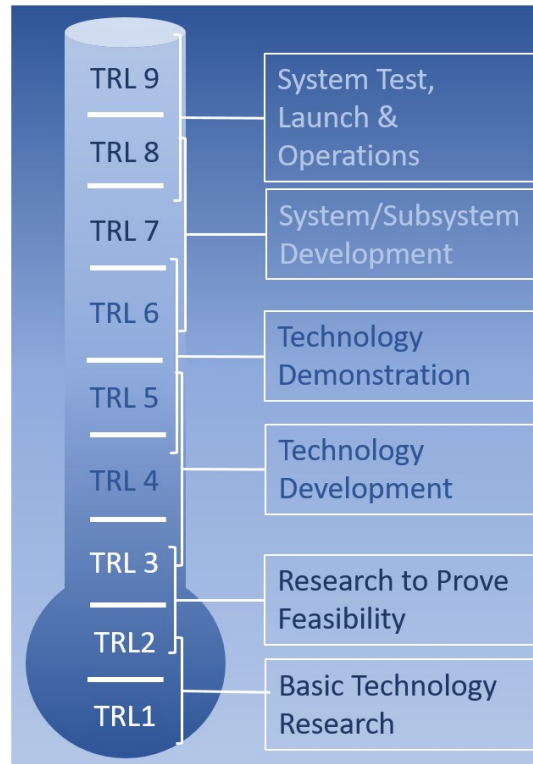 TRL 9
System Test,
Launch &
Operations
TRL 8
TRL 7
System/Subsystem
Development
TRL 6
Technology
Demonstration
TRL 5
TRL 4
Technology
Development
TRL 3
Research to Prove
Feasibility
TRL2
TRL1
Basic Technology
Research